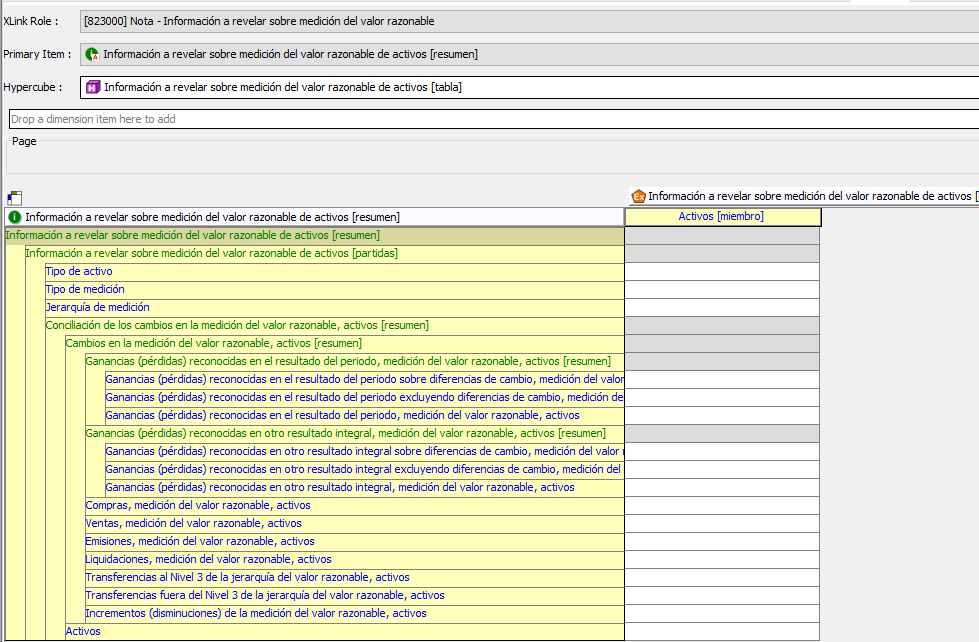 XLink Role :
[823000] Nota - Información a revelar sobre medición del valor razonable
Primary Item :
Información a revelar sobre medición del valor razonable de activos [resumen]
Hypercube :
Información a revelar sobre medición del valor razonable de activos [tabla]
Drop a dimension item here to add
Page
Información a revelar sobre medición del valor razonable de activos [
Información a revelar sobre medición del valor razonable de activos [resumen]
Activos [miembro]
Información a revelar sobre medición del valor razonable de activos [resumen]
Información a revelar sobre medición del valor razonable de activos [partidas]
Tipo de activo
Tipo de medición
Jerarquía de medición
Conciliación de los cambios en la medición del valor razonable, activos [resumen]
Cambios en la medición del valor razonable, activos [resumen]
Ganancias (pérdidas) reconocidas en el resultado del periodo, medición del valor razonable, activos [resumen]
Ganancias (pérdidas) reconocidas en el resultado del periodo sobre diferencias de cambio, medición del valor
Ganancias (pérdidas) reconocidas en el resultado del periodo excluyendo diferencias de cambio, medición de
Ganancias (pérdidas) reconocidas en el resultado del periodo, medición del valor razonable, activos
Ganancias (pérdidas) reconocidas en otro resultado integral, medición del valor razonable, activos [resumen]
Ganancias (pérdidas) reconocidas en otro resultado integral sobre diferencias de cambio, medición del valor
Ganancias (pérdidas) reconocidas en otro resultado integral excluyendo diferencias de cambio, medición del
Ganancias (pérdidas) reconocidas en otro resultado integral, medición del valor razonable, activos
Compras, medición del valor razonable, activos
Ventas, medición del valor razonable, activos
Emisiones, medición del valor razonable, activos
Liquidaciones, medición del valor razonable, activos
Transferencias al Nivel 3 de la jerarquía del valor razonable, activos
Transferencias fuera del Nivel 3 de la jerarquía del valor razonable, activos
Incrementos (disminuciones) de la medición del valor razonable, activos
Activos